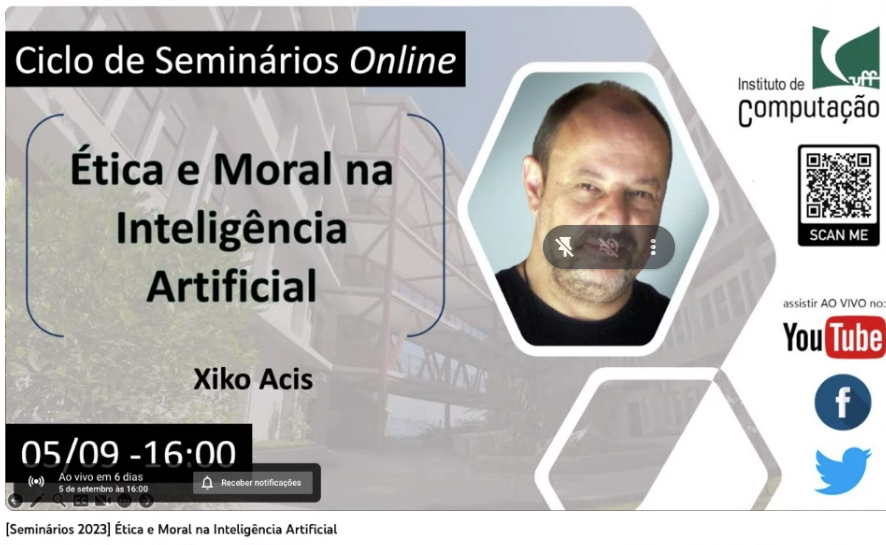 Ciclo de Seminários Online
Ética e Moral na
Inteligência
Artificial
Xiko Acis
05/09 -16:00
Ao vivo em 6 dias
5 de setembro às 16:00
Receber notificações
uff
Instituto de
Computação
SCAN ME
assistir AO VIVO no:
YouTube
[Seminários 2023] Ética e Moral na Inteligência Artificial